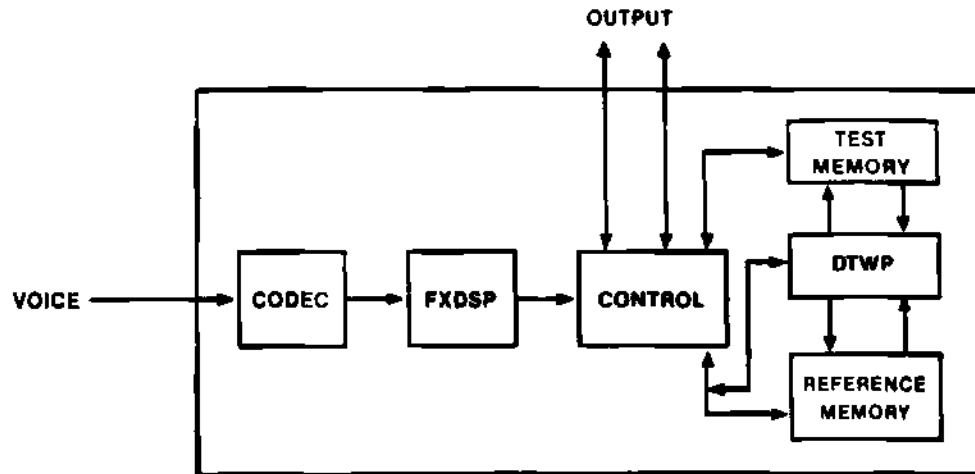 OUTPUT
TEST
MEMORY
VOICE
CODEC
FXDSP
CONTROL
DTWP
REFERENCE
MEMORY